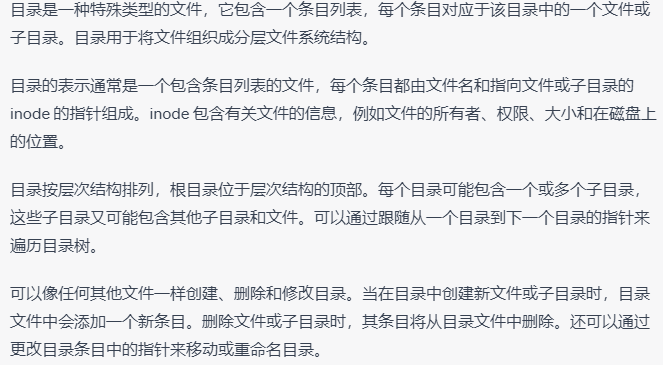 目录是一种特殊类型的文件，它包含一个条目列表，每个条目对应于该目录中的一个文件或
子目录。目录用于将文件组织成分层文件系统结构。
目录的表示通常是一个包含条目列表的文件，每个条目都由文件名和指向文件或子目录的
inode 的指针组成。inode 包含有关文件的信息，例如文件的所有者、权限、大小和在磁盘上
的位置。
目录按层次结构排列，根目录位于层次结构的顶部。每个目录可能包含一个或多个子目录，
这些子目录又可能包含其他子目录和文件。可以通过跟随从一个目录到下一个目录的指针来
遍历目录树。
可以像任何其他文件一样创建、删除和修改目录。当在目录中创建新文件或子目录时，目录
文件中会添加一个新条目。删除文件或子目录时，其条目将从目录文件中删除。还可以通过
更改目录条目中的指针来移动或重命名目录。